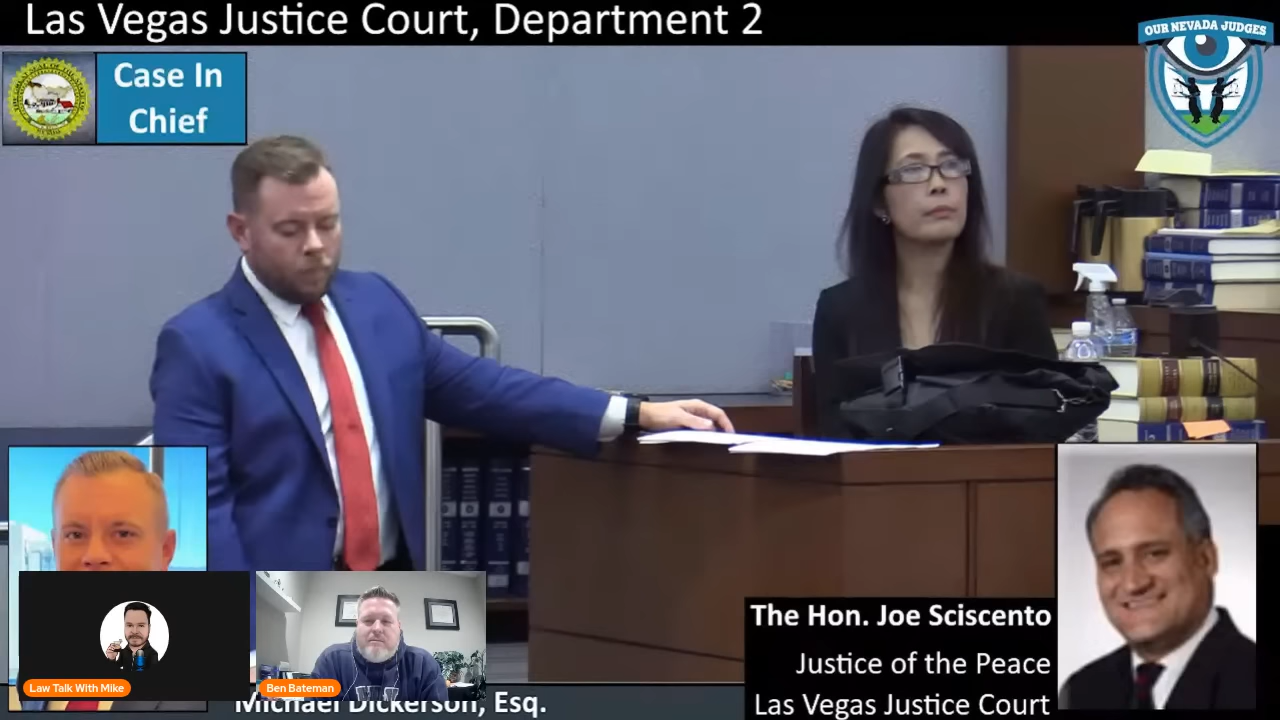 Las Vegas Justice Court, Department 2
OUR NEVADA JUDGES
Case In
Chief
The Hon. Joe Sciscento
Justice of the Peace
Las Vegas Justice Court
Law Talk With Mike
Ben Bateman
Michael Dickerson, Esq.